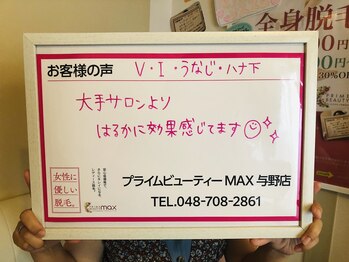 お客様の声 V・I・うなじ・ハナ下
大手サロンより
はるかに効果感じてます
女性に
優しい
脱毛。
max
プライムビューティー MAX 与野店
TEL.048-708-2861
全身脱毛